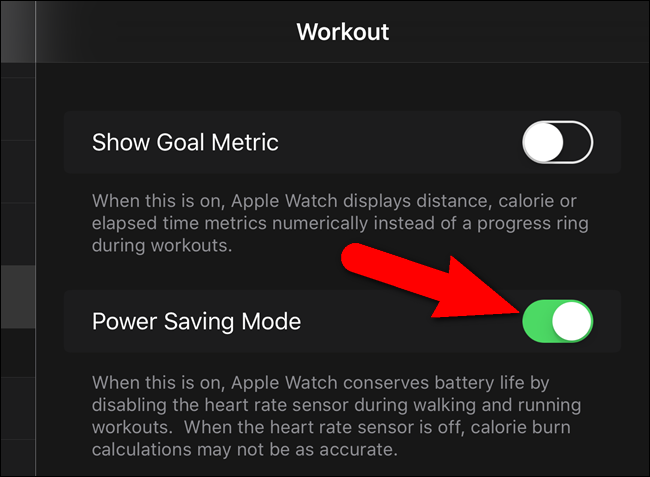 Workout
Show Goal Metric
When this is on, Apple Watch displays distance, calorie or
elapsed time metrics numerically instead of a progress ring
during workouts.
Power Saving Mode
When this is on, Apple Watch conserves battery life by
disabling the heart rate sensor during walking and running
workouts.  When the heart rate sensor is off, calorie burn
calculations may not be as accurate.